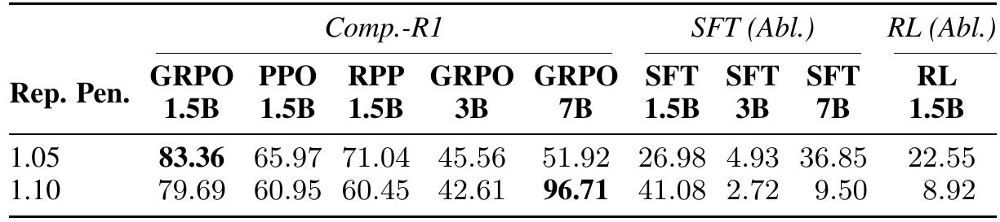 Comp.-R1 SFT (Abl.) RL (Abl.)
Rep. Pen. GRPO PPO RPP GRPO GRPO SFT SFT SFT RL
1.5B 1.5B 1.5B 3B 7B 1.5B 3B 7B 1.5B
1.05 83.36 65.97 71.04 45.56 51.92 26.98 4.93 36.85 22.55
1.10 79.69 60.95 60.45 42.61 96.71 41.08 2.72 9.50 8.92